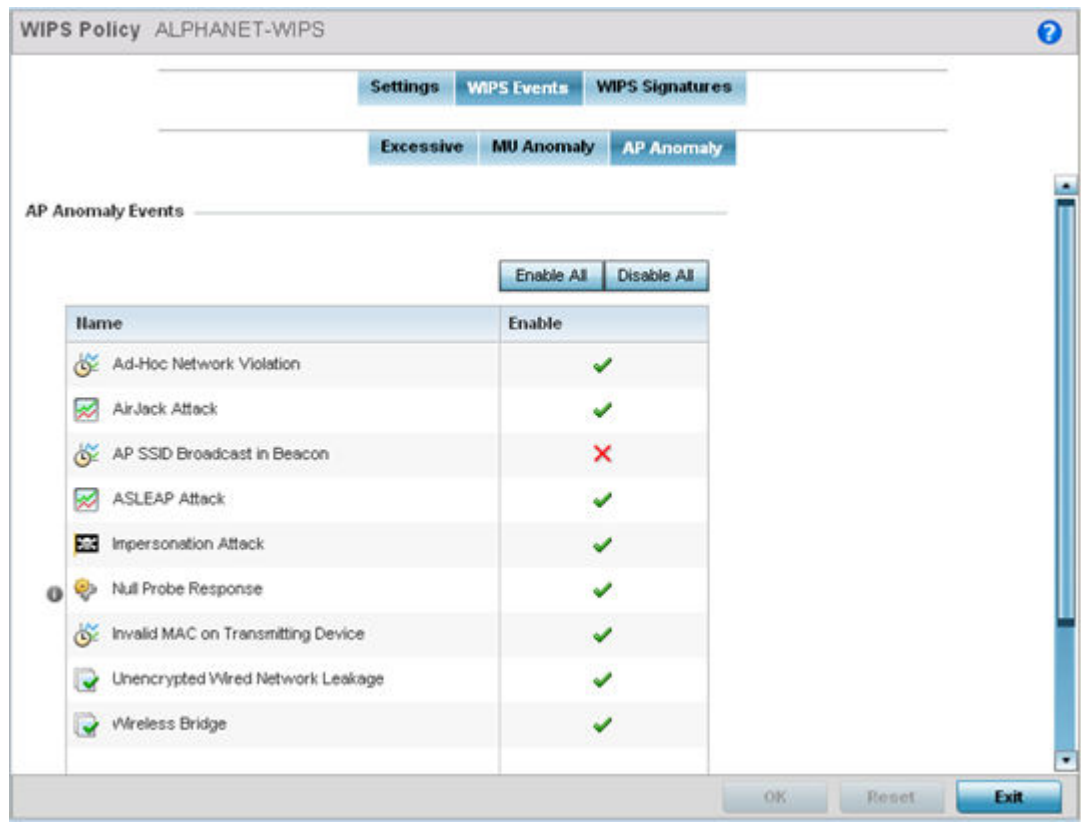 WIPS Policy ALPHANET-WIPS ?
Settings WIPS Events WIPS Signatures
Excessive MU Anomaly AP Anomaly
AP Anomaly Events
Enable All Disable All
Name Enable
Ad-Hoc Network Violation
AirJack Attack
AP SSID Broadcast in Beacon
ASLEAP Attack
Impersonation Attack
Null Probe Response
Invalid MAC on Transmitting Device
Unencrypted Wired Network Leakage
Wireless Bridge
OK Reset Exit